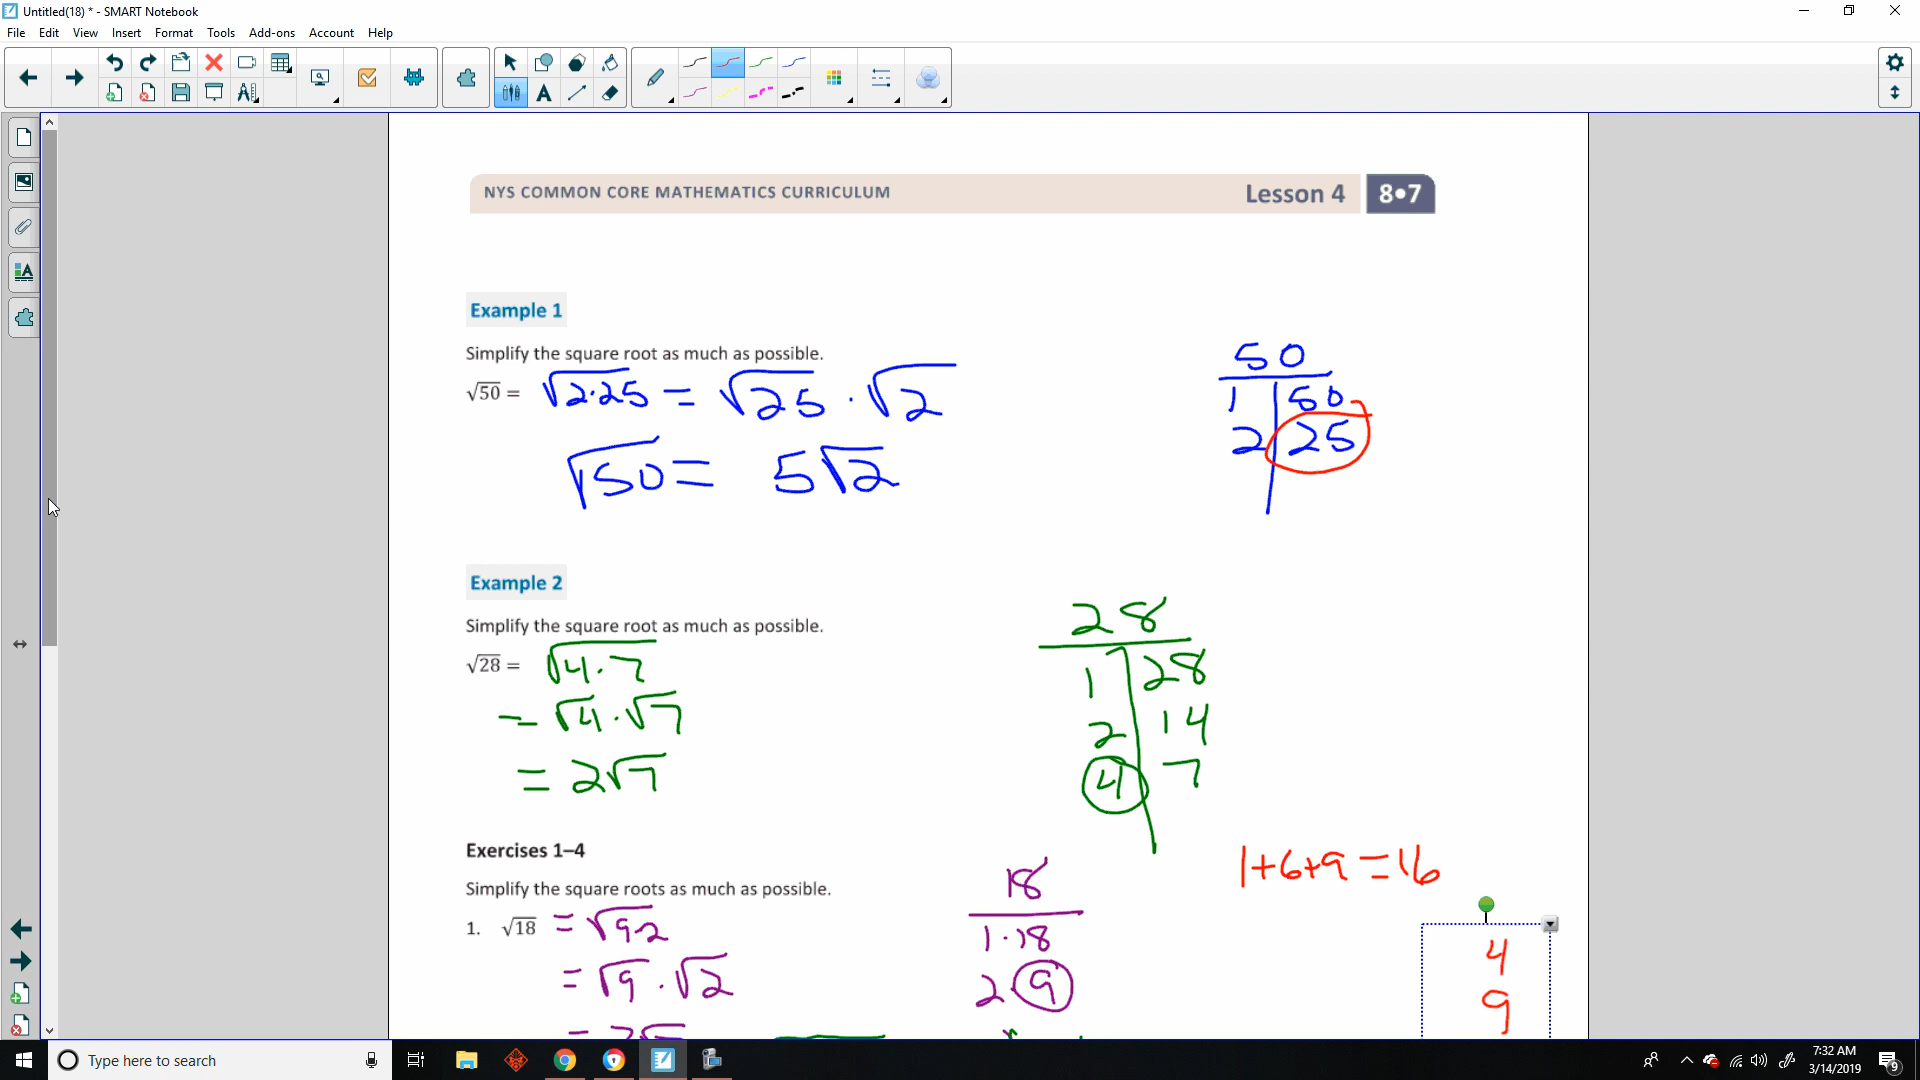 Untitled(18) * - SMART Notebook
File Edit View Insert Format Tools Add-ons Account Help
NYS COMMON CORE MATHEMATICS CURRICULUM Lesson 4 8•7
Example 1
Simplify the square root as much as possible.
√50 = √2·25 = √25 · √2
√50 = 5√2
50
1 50
2 25
Example 2
Simplify the square root as much as possible.
√28 = √4·7
= √4·√7
= 2√7
28
1 28
2 14
4 7
Exercises 1–4
Simplify the square roots as much as possible.
1. √18 = √9·2
= √9 · √2
18
1·18
2·9
1+6+9=16
4
9
Type here to search
7:32 AM
3/14/2019
9